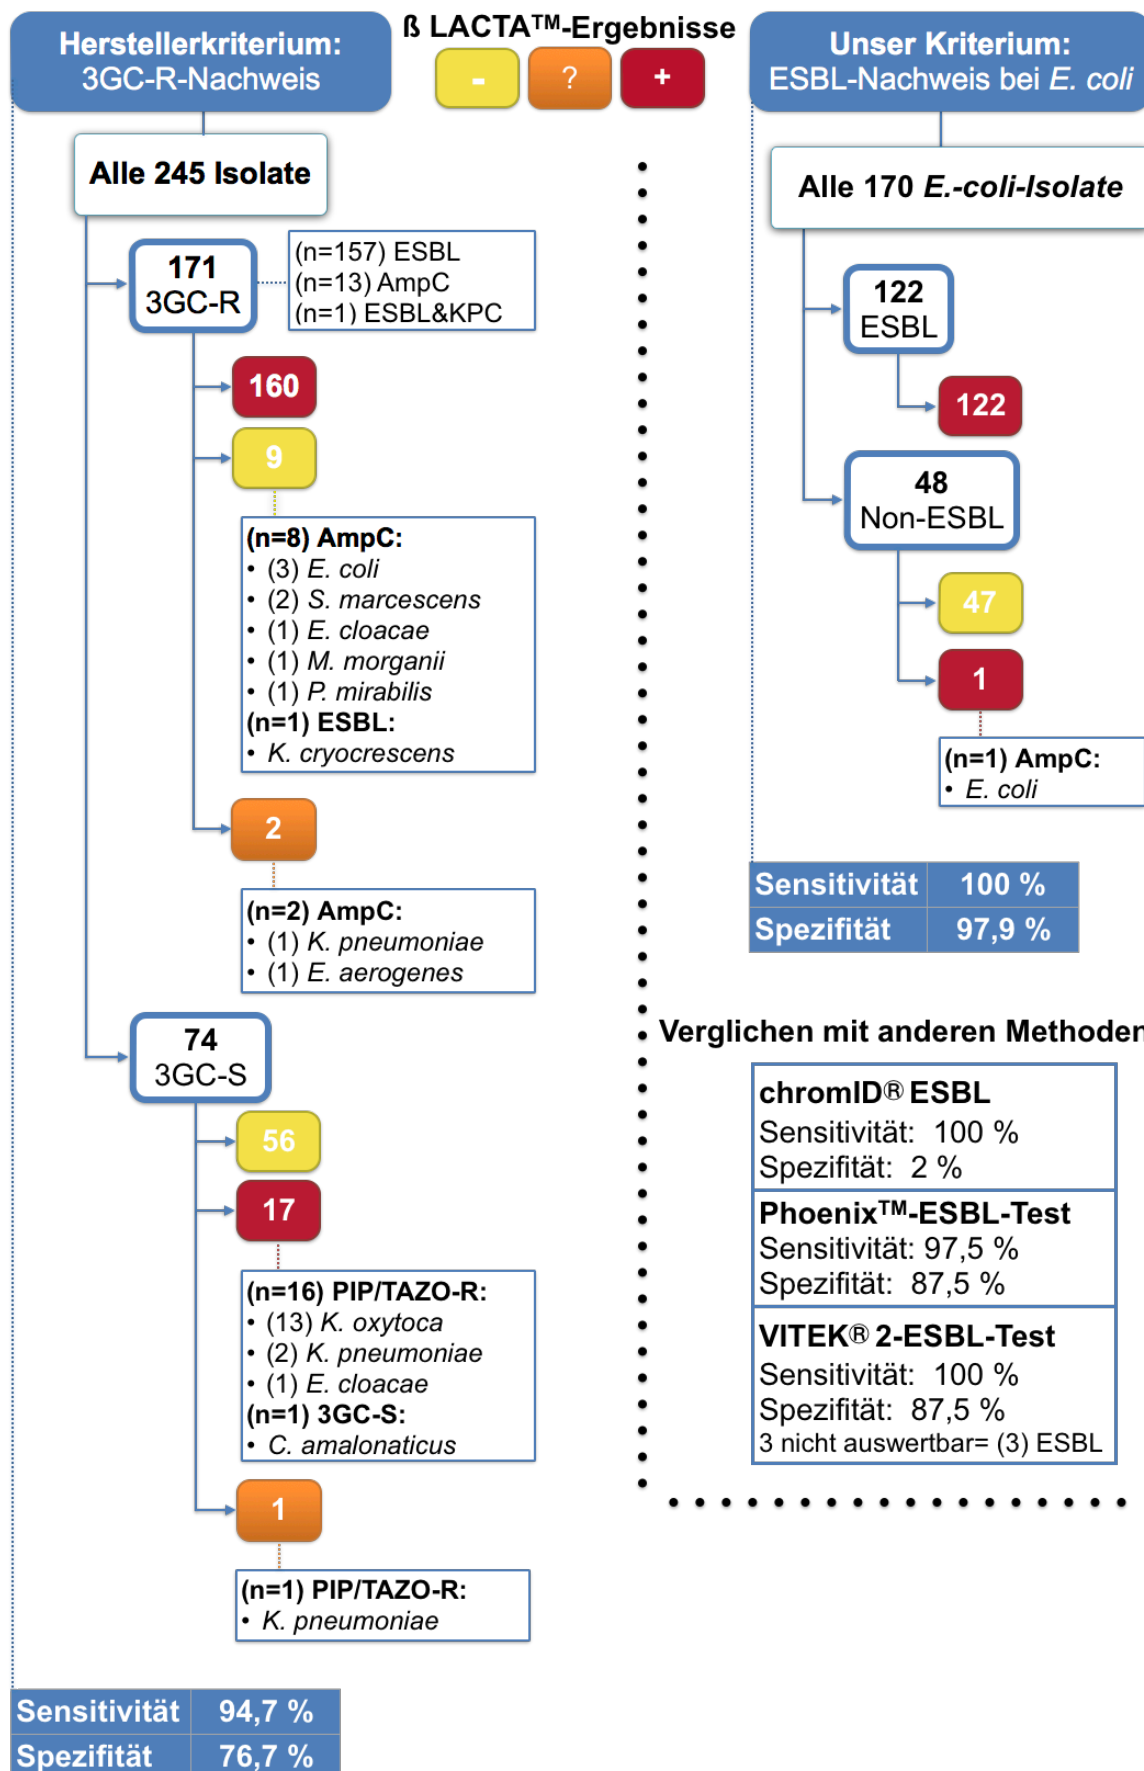 Herstellerkriterium:
3GC-R-Nachweis
ß LACTA™-Ergebnisse
-
?
+
Alle 245 Isolate
171
3GC-R
(n=157) ESBL
(n=13) AmpC
(n=1) ESBL&KPC
160
9
(n=8) AmpC:
• (3) E. coli
• (2) S. marcescens
• (1) E. cloacae
• (1) M. morganii
• (1) P. mirabilis
(n=1) ESBL:
• K. cryocrescens
2
(n=2) AmpC:
• (1) K. pneumoniae
• (1) E. aerogenes
74
3GC-S
56
17
(n=16) PIP/TAZO-R:
• (13) K. oxytoca
• (2) K. pneumoniae
• (1) E. cloacae
(n=1) 3GC-S:
• C. amalonaticus
1
(n=1) PIP/TAZO-R:
• K. pneumoniae
Sensitivität 94,7 %
Spezifität 76,7 %
Unser Kriterium:
ESBL-Nachweis bei E. coli
Alle 170 E.-coli-Isolate
122
ESBL
122
48
Non-ESBL
47
1
(n=1) AmpC:
• E. coli
Sensitivität 100 %
Spezifität 97,9 %
Verglichen mit anderen Methoden
chromID® ESBL
Sensitivität: 100 %
Spezifität: 2 %
Phoenix™-ESBL-Test
Sensitivität: 97,5 %
Spezifität: 87,5 %
VITEK® 2-ESBL-Test
Sensitivität: 100 %
Spezifität: 87,5 %
3 nicht auswertbar= (3) ESBL